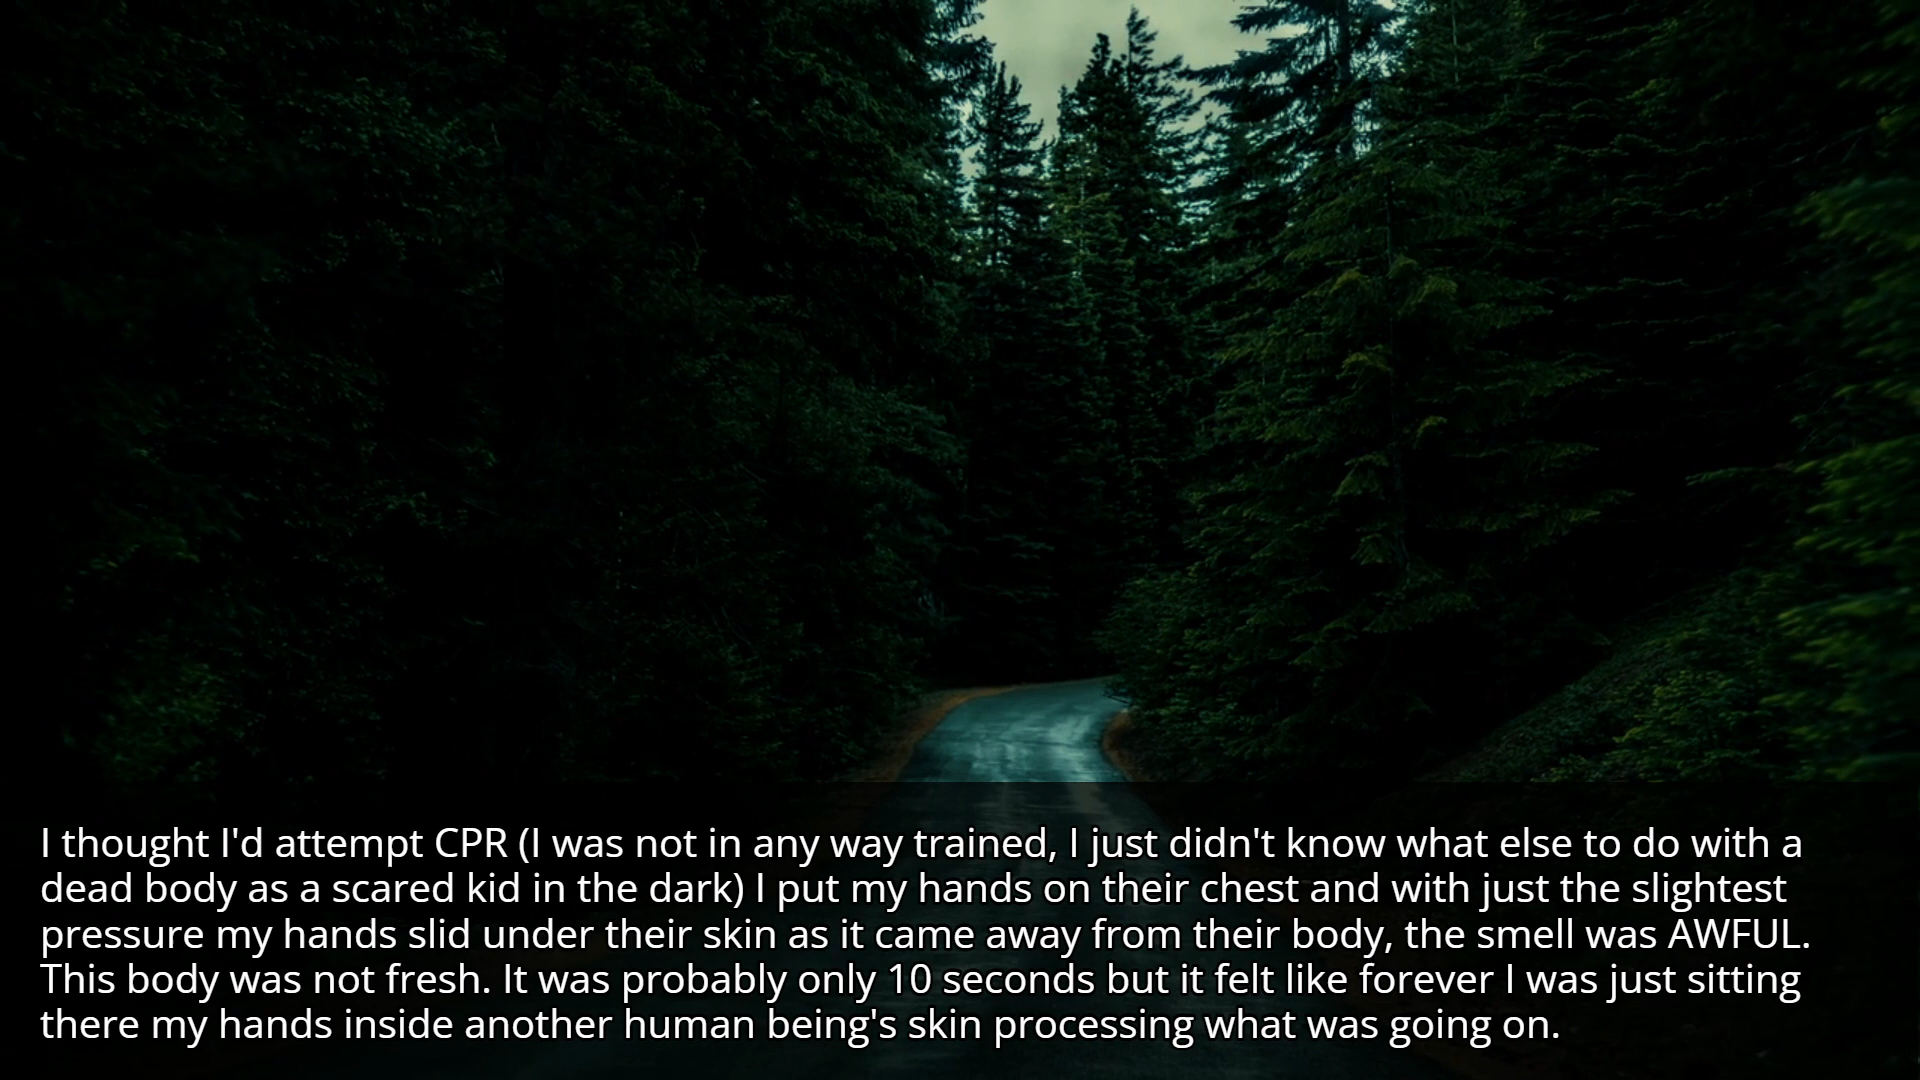 I thought I'd attempt CPR (I was not in any way trained, I just didn't know what else to do with a
dead body as a scared kid in the dark) I put my hands on their chest and with just the slightest
pressure my hands slid under their skin as it came away from their body, the smell was AWFUL.
This body was not fresh. It was probably only 10 seconds but it felt like forever I was just sitting
there my hands inside another human being's skin processing what was going on.